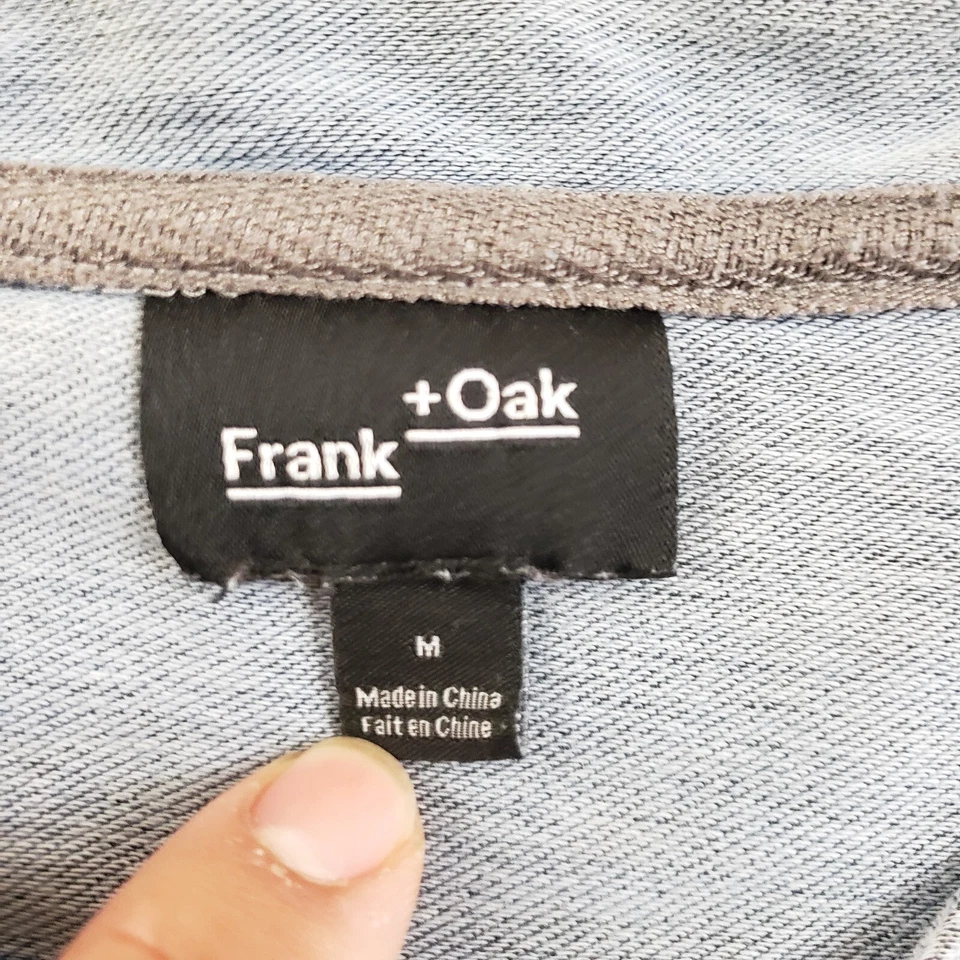 Frank +Oak
M
Made in China
Fait en Chine